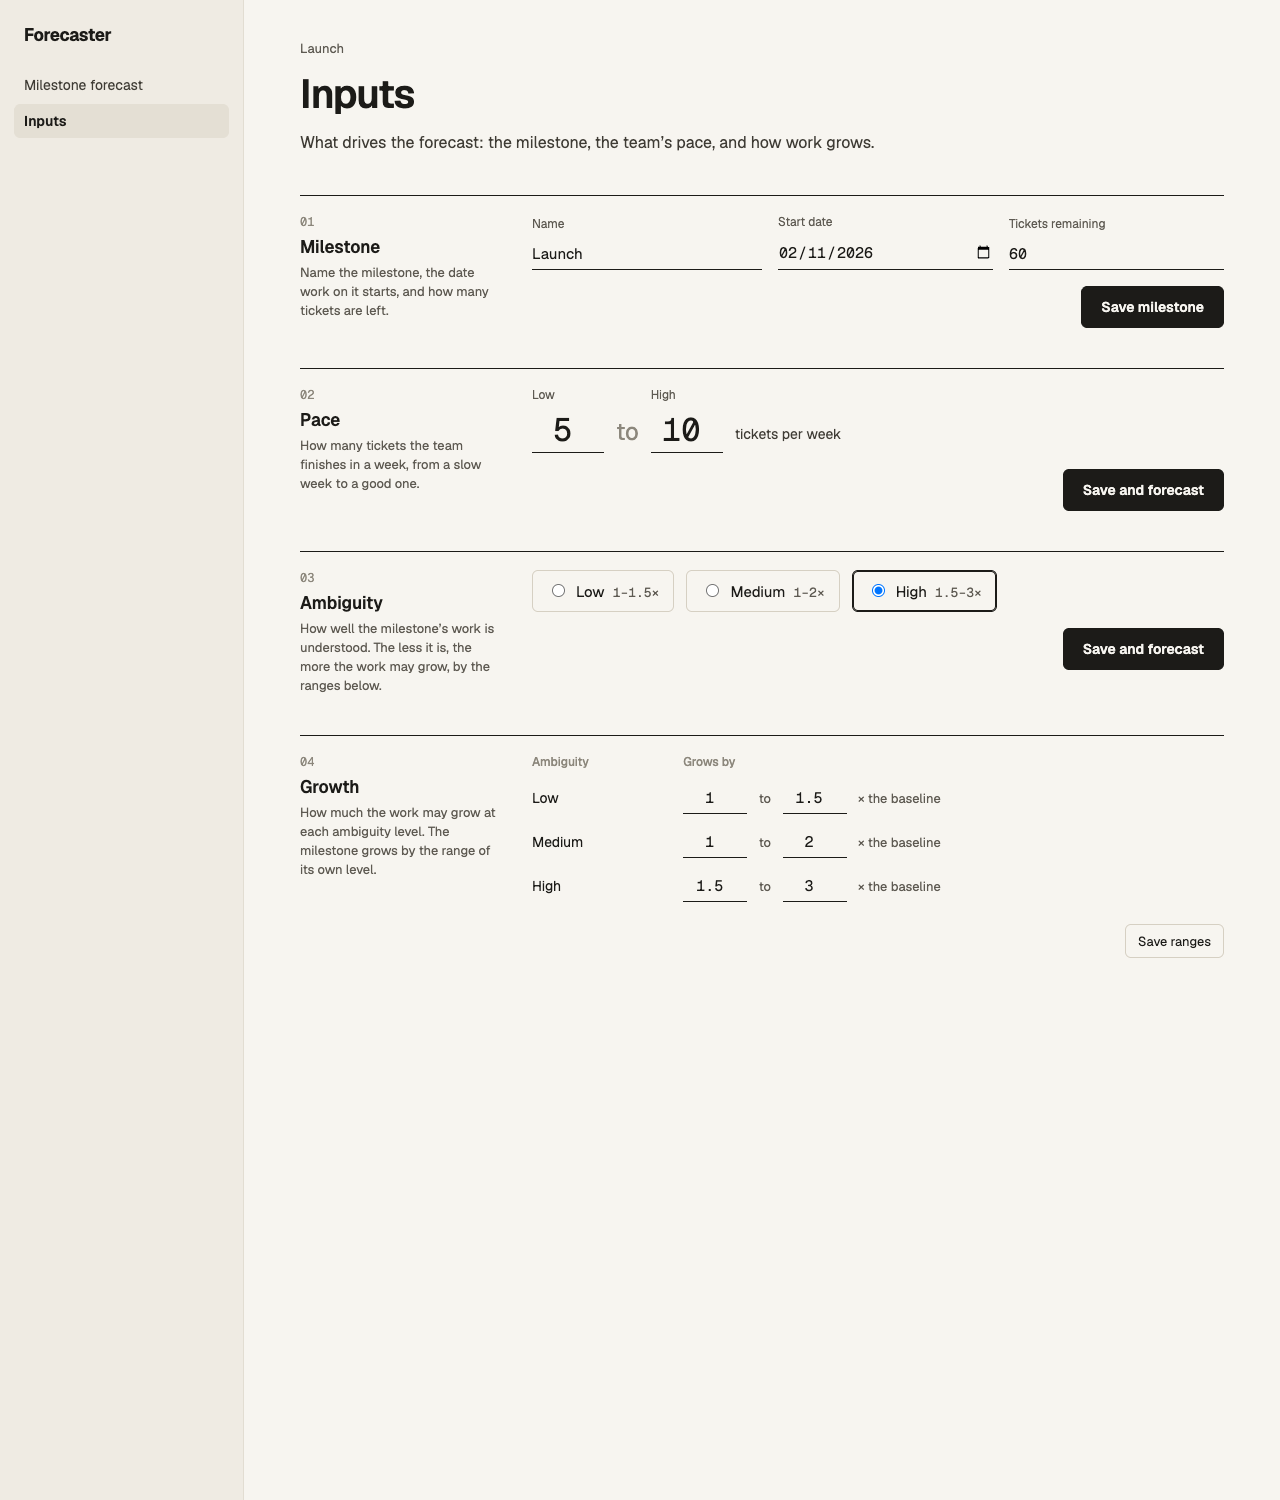 Forecaster
Milestone forecast
Inputs
Launch
Inputs
What drives the forecast: the milestone, the team’s pace, and how work grows.
01
Milestone
Name the milestone, the date
work on it starts, and how many
tickets are left.
Name
Launch
Start date
02/11/2026
Tickets remaining
60
Save milestone
02
Pace
How many tickets the team
finishes in a week, from a slow
week to a good one.
Low
High
5 to 10 tickets per week
Save and forecast
03
Ambiguity
How well the milestone’s work is
understood. The less it is, the
more the work may grow, by the
ranges below.
Low 1–1.5×
Medium 1–2×
High 1.5–3×
Save and forecast
04
Growth
How much the work may grow at
each ambiguity level. The
milestone grows by the range of
its own level.
Ambiguity Grows by
Low 1 to 1.5 × the baseline
Medium 1 to 2 × the baseline
High 1.5 to 3 × the baseline
Save ranges